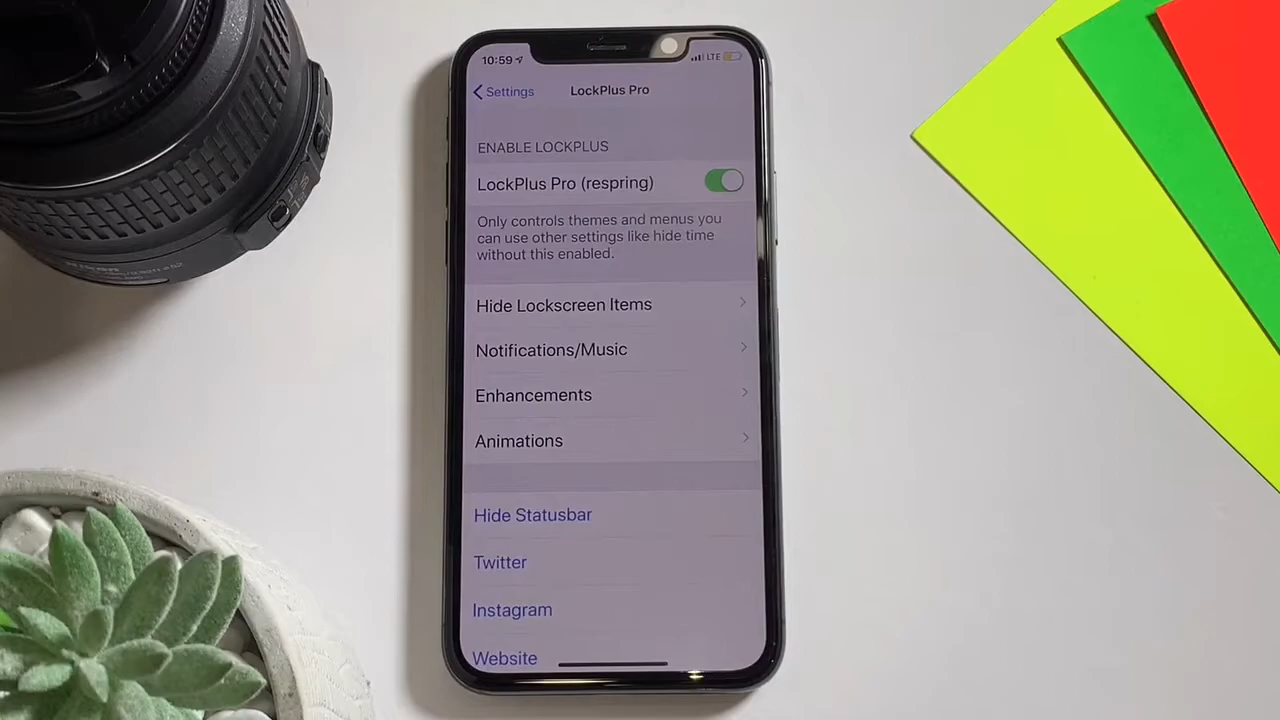 10:59
LTE
Settings
LockPlus Pro
ENABLE LOCKPLUS
LockPlus Pro (respring)
Only controls themes and menus you
can use other settings like hide time
without this enabled.
Hide Lockscreen Items
Notifications/Music
Enhancements
Animations
Hide Statusbar
Twitter
Instagram
Website